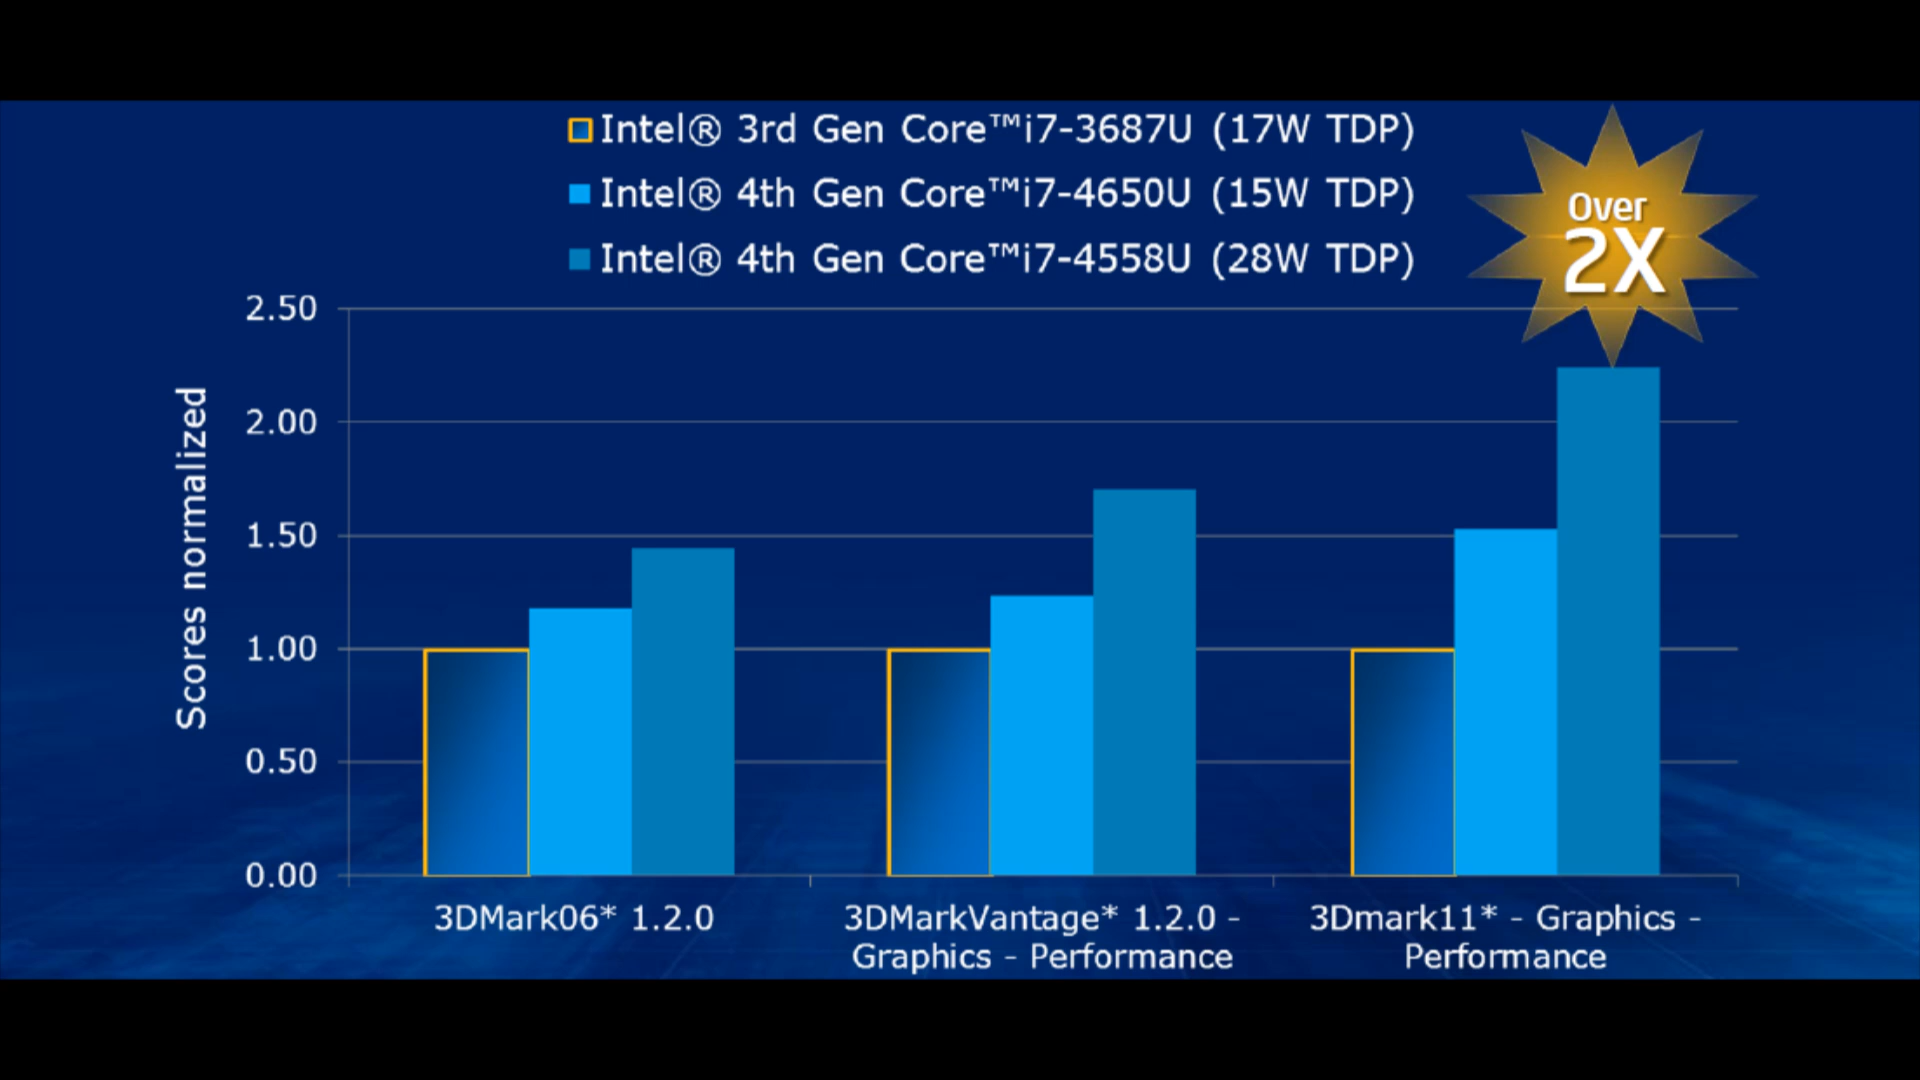 Intel® 3rd Gen Core™i7-3687U (17W TDP)
Intel® 4th Gen Core™i7-4650U (15W TDP)
Intel® 4th Gen Core™i7-4558U (28W TDP)
Over
2X
Scores normalized
2.50
2.00
1.50
1.00
0.50
0.00
3DMark06* 1.2.0
3DMarkVantage* 1.2.0 -
Graphics - Performance
3Dmark11* - Graphics -
Performance